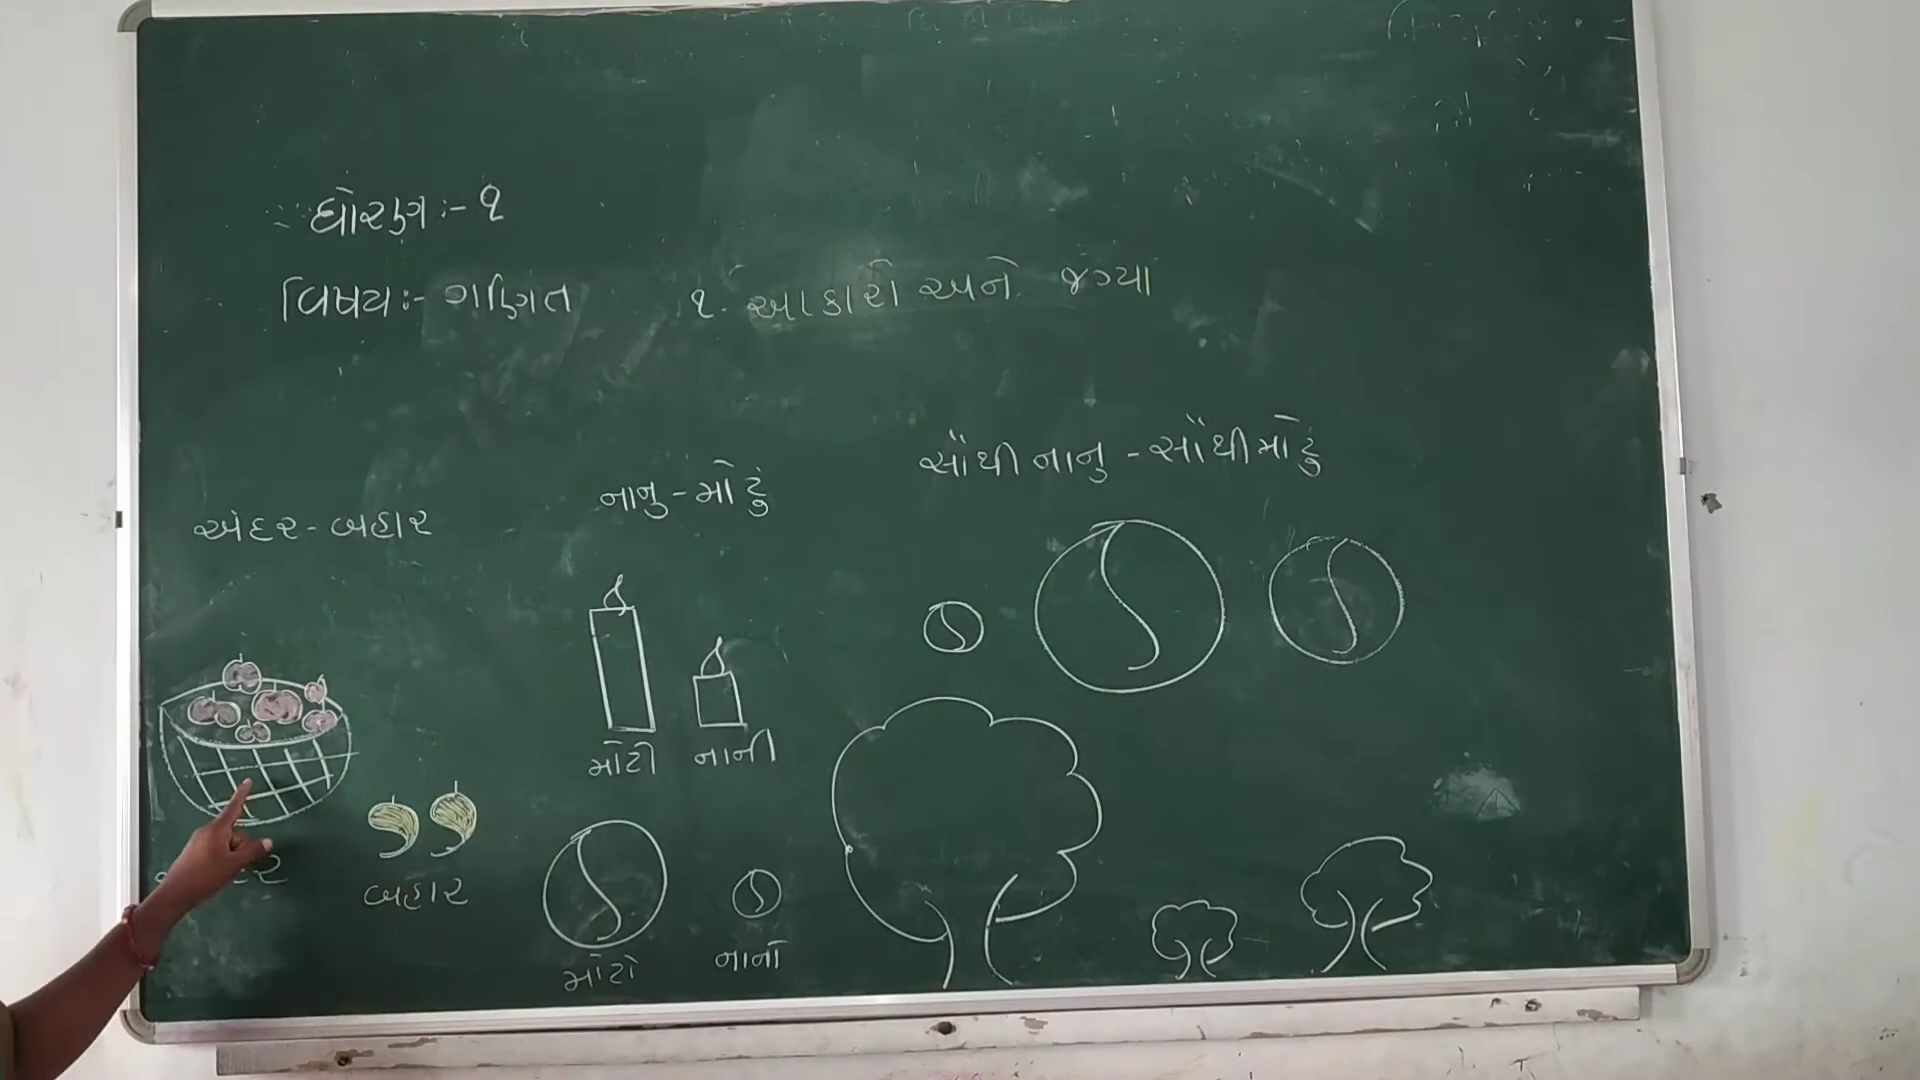 ધોરણ:- ૧
વિષય:- ગણિત ૧. આકારો અને જગ્યા
અંદર - બહાર
નાનુ - મોટું
સૌથી નાનુ - સૌથી મોટું
મોટી નાની
બહાર
મોટો નાનો